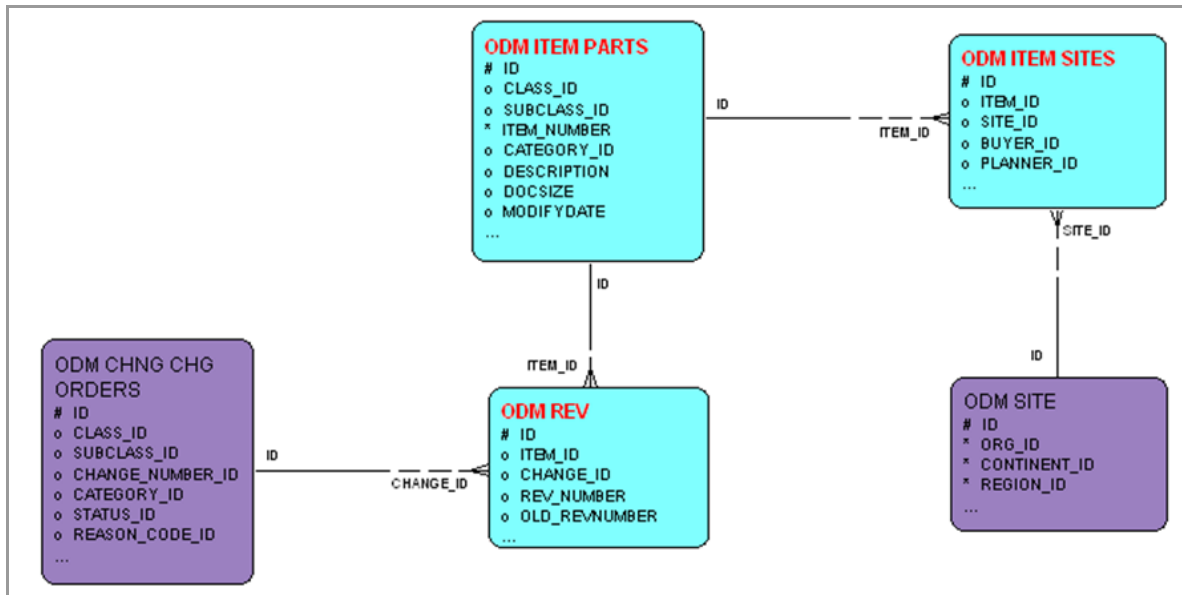 ODM ITEM PARTS
# ID
o CLASS_ID
o SUBCLASS_ID
* ITEM_NUMBER
o CATEGORY_ID
o DESCRIPTION
o DOCSIZE
o MODIFYDATE
...
ID
ITEM_ID
ODM ITEM SITES
# ID
o ITEM_ID
o SITE_ID
o BUYER_ID
o PLANNER_ID
...
SITE_ID
ID
ID
ITEM_ID
ODM CHNG CHG
ORDERS
# ID
o CLASS_ID
o SUBCLASS_ID
o CHANGE_NUMBER_ID
o CATEGORY_ID
o STATUS_ID
o REASON_CODE_ID
...
ID
CHANGE_ID
ODM REV
# ID
o ITEM_ID
o CHANGE_ID
o REV_NUMBER
o OLD_REVNUMBER
...
ODM SITE
# ID
* ORG_ID
* CONTINENT_ID
* REGION_ID
...